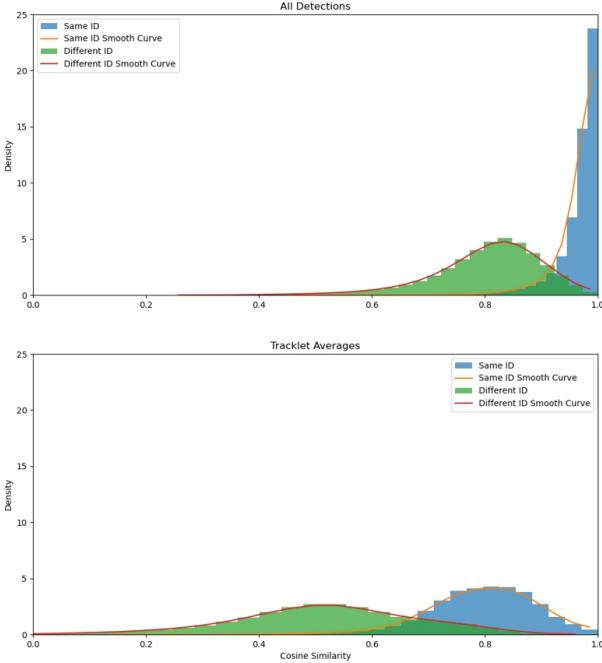 All Detections
25
20
15
10
5
0
Density
Same ID
Same ID Smooth Curve
Different ID
Different ID Smooth Curve
0.0 0.2 0.4 0.6 0.8 1.0
Tracklet Averages
25
20
15
10
5
0
Density
Same ID
Same ID Smooth Curve
Different ID
Different ID Smooth Curve
0.0 0.2 0.4 0.6 0.8 1.0
Cosine Similarity